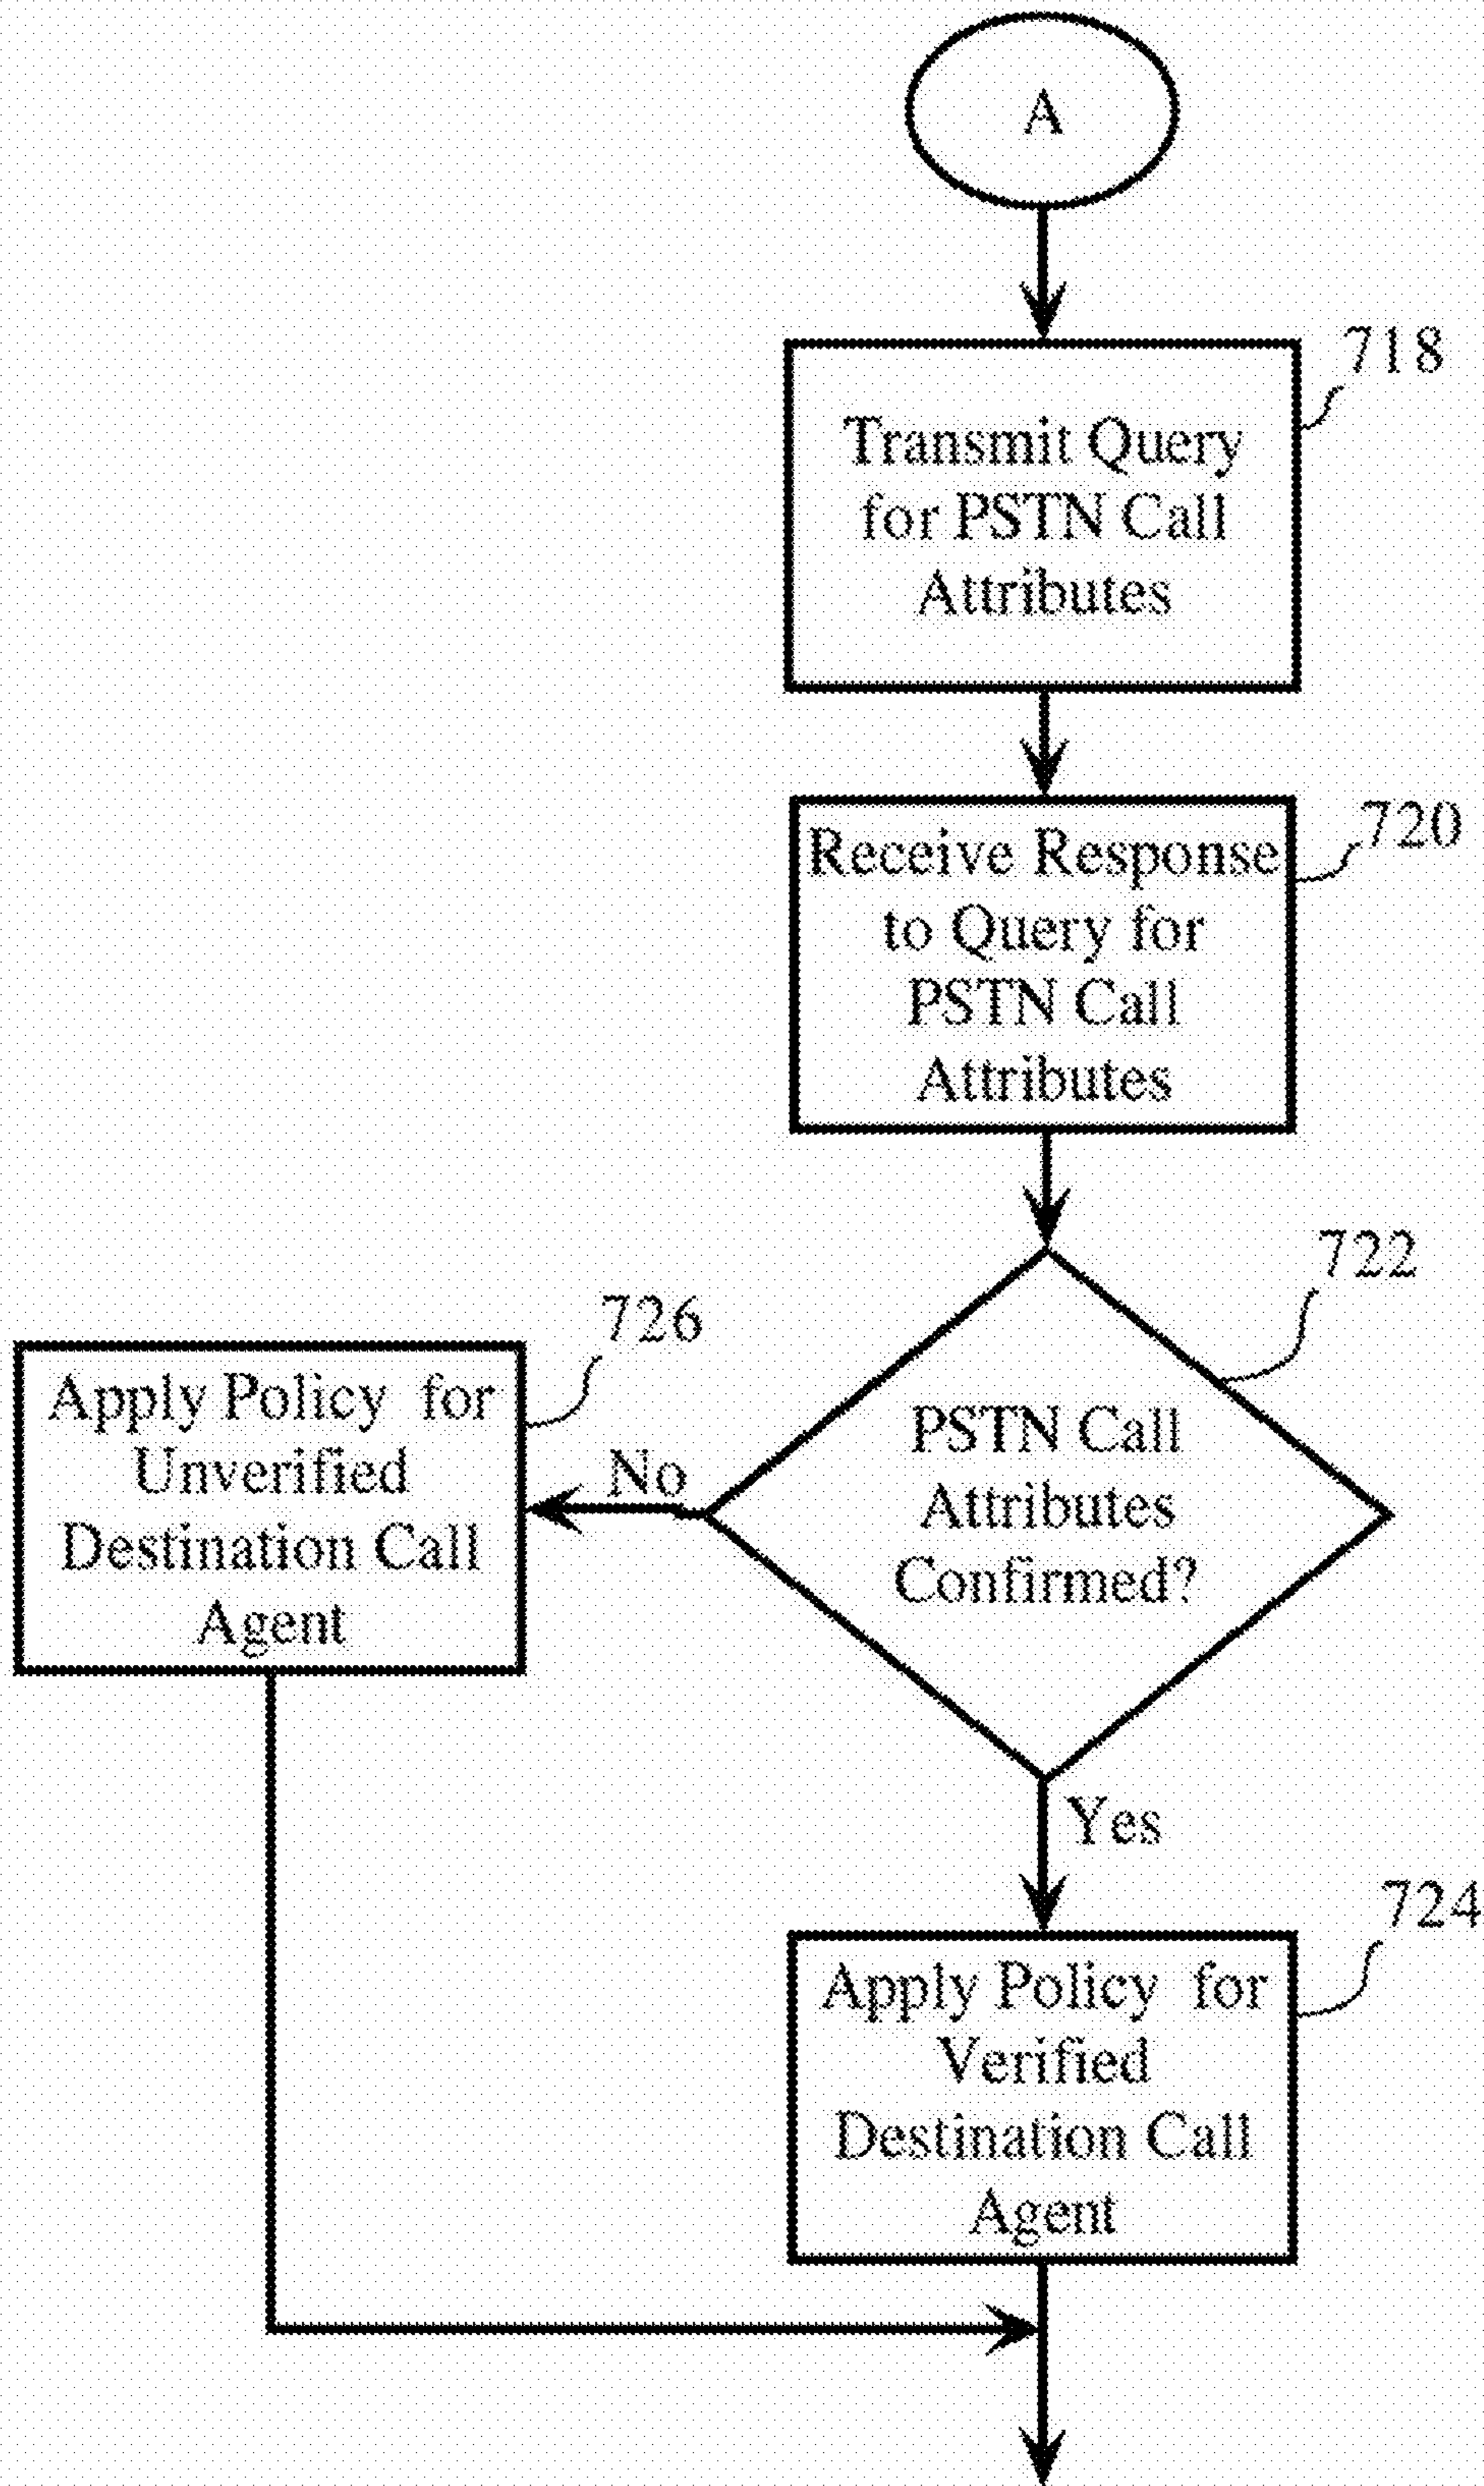 A
718
Transmit Query
for PSTN Call
Attributes
720
Receive Response
to Query for
PSTN Call
Attributes
722
PSTN Call
Attributes
Confirmed?
No
726
Apply Policy for
Unverified
Destination Call
Agent
Yes
724
Apply Policy for
Verified
Destination Call
Agent